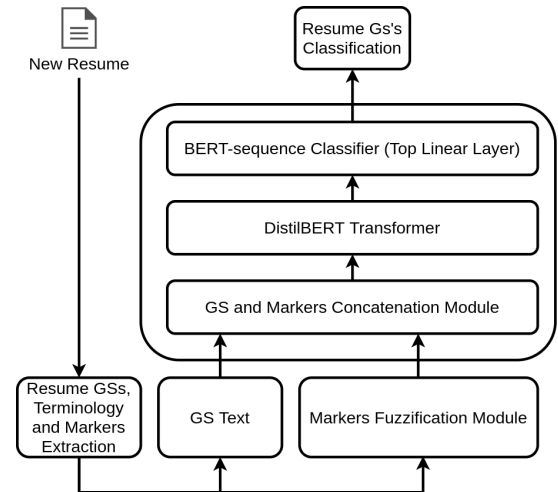 New Resume
Resume Gs's
Classification
BERT-sequence Classifier (Top Linear Layer)
DistilBERT Transformer
GS and Markers Concatenation Module
Resume GSs,
Terminology
and Markers
Extraction
GS Text
Markers Fuzzification Module